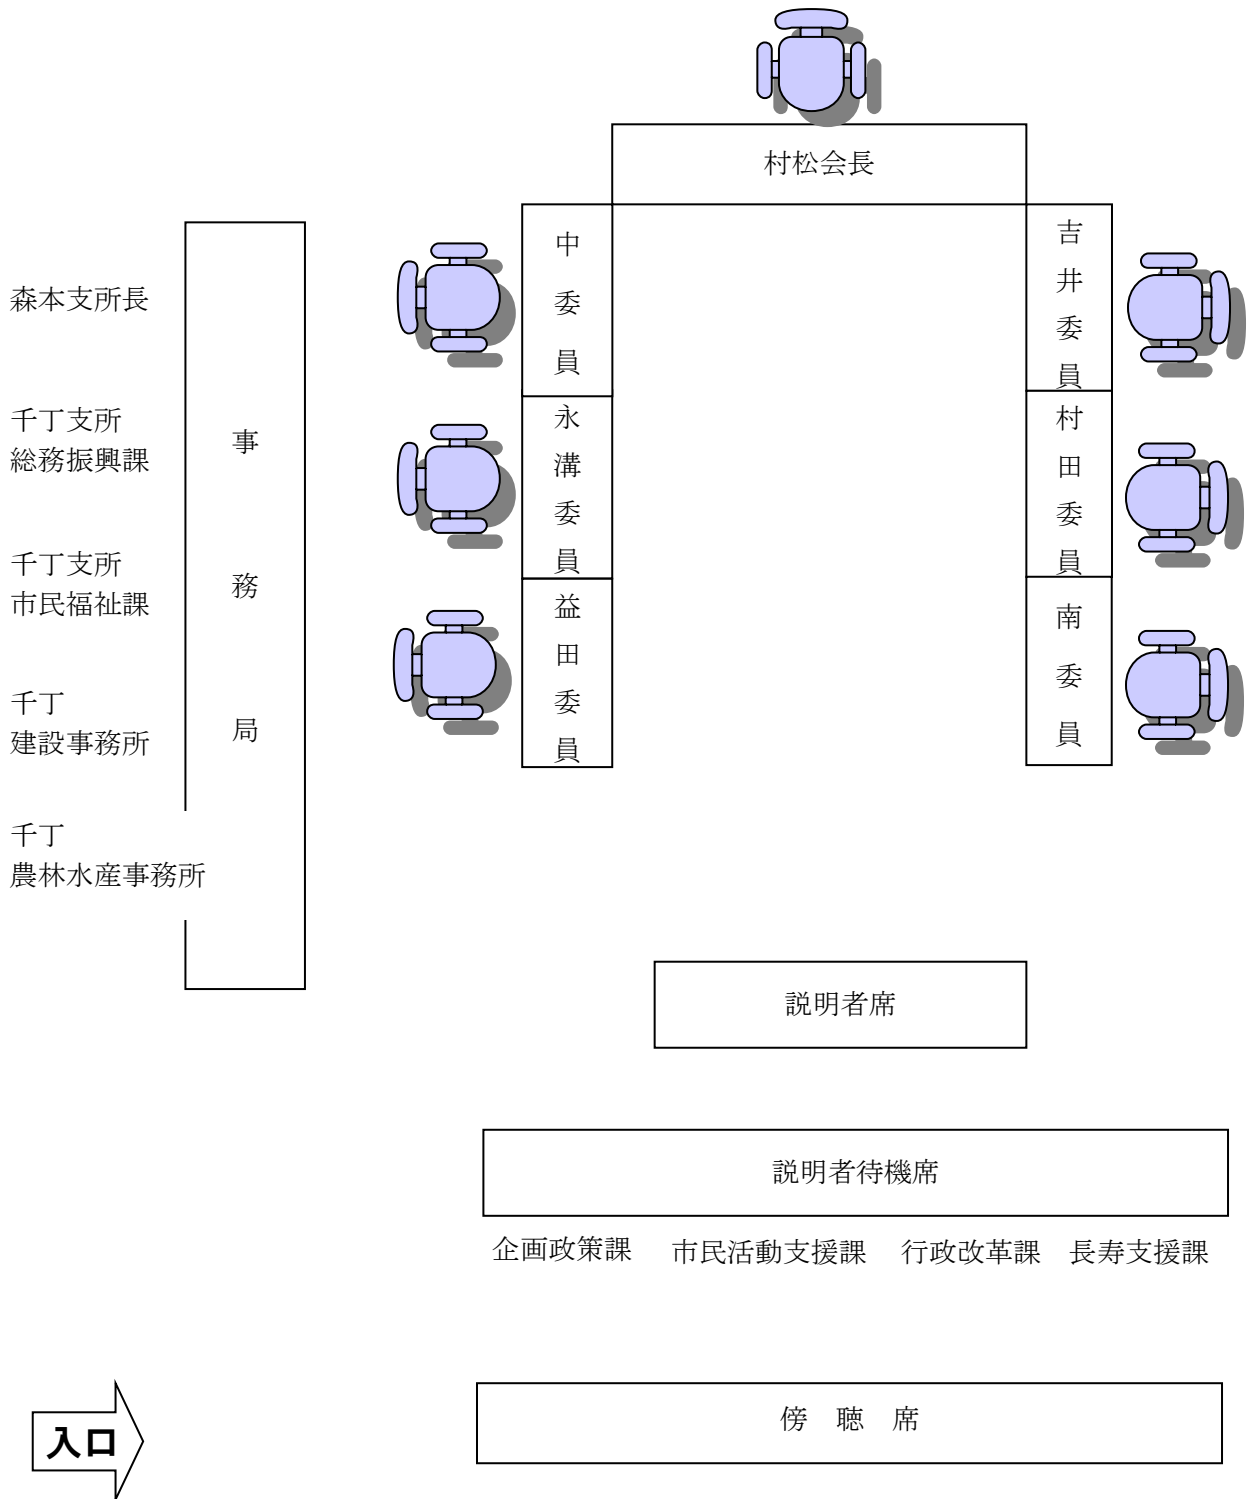 村松会長
中委員
吉井委員
森本支所長
永溝委員
村田委員
千丁支所
総務振興課
事務局
千丁支所
市民福祉課
益田委員
南委員
千丁
建設事務所
千丁
農林水産事務所
説明者席
説明者待機席
企画政策課 市民活動支援課 行政改革課 長寿支援課
入口
傍 聴 席